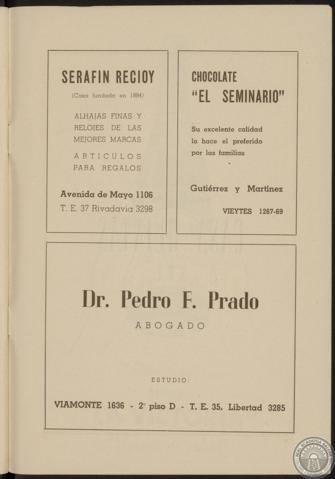 SERAFIN RECIOY
(Casa fundada en 1884)
ALHAJAS FINAS Y
RELOJES DE LAS
MEJORES MARCAS
ARTICULOS
PARA REGALOS
Avenida de Mayo 1106
T. E. 37 Rivadavia 3298
CHOCOLATE
"EL SEMINARIO"
Su excelente calidad
la hace el preferido
por las familias
Gutiérrez y Martínez
VIEYTES 1267-69
Dr. Pedro F. Prado
ABOGADO
ESTUDIO:
VIAMONTE 1636 - 2º piso D - T. E. 35, Libertad 3285